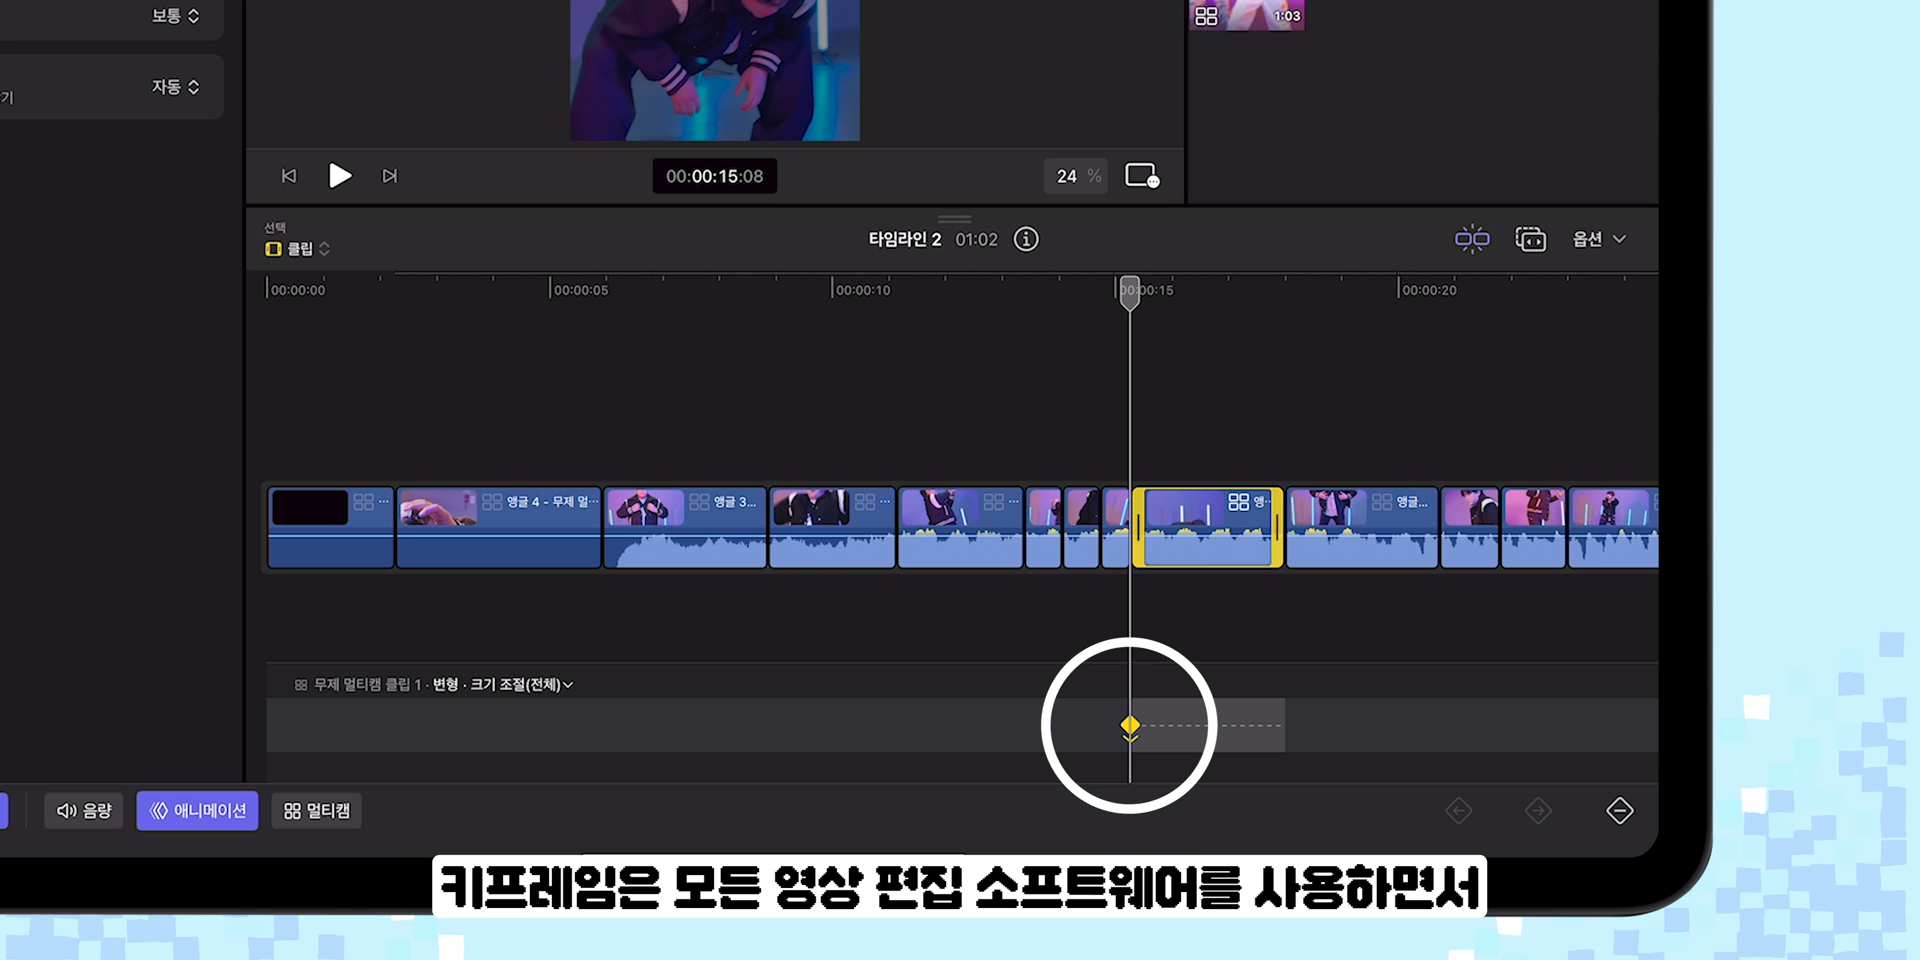 보통
자동
기
1:03
00:00:15:08
24 %
선택
클립
타임라인 2 01:02
옵션
00:00:00 00:00:05 00:00:10 00:00:15 00:00:20
··· 앵글 4 - 무제 멀··· 앵글 3... ··· ··· 앵·· 앵글...
무제 멀티캠 클립 1 · 변형 · 크기 조절(전체)
음량 애니메이션 멀티캠
키프레임은 모든 영상 편집 소프트웨어를 사용하면서